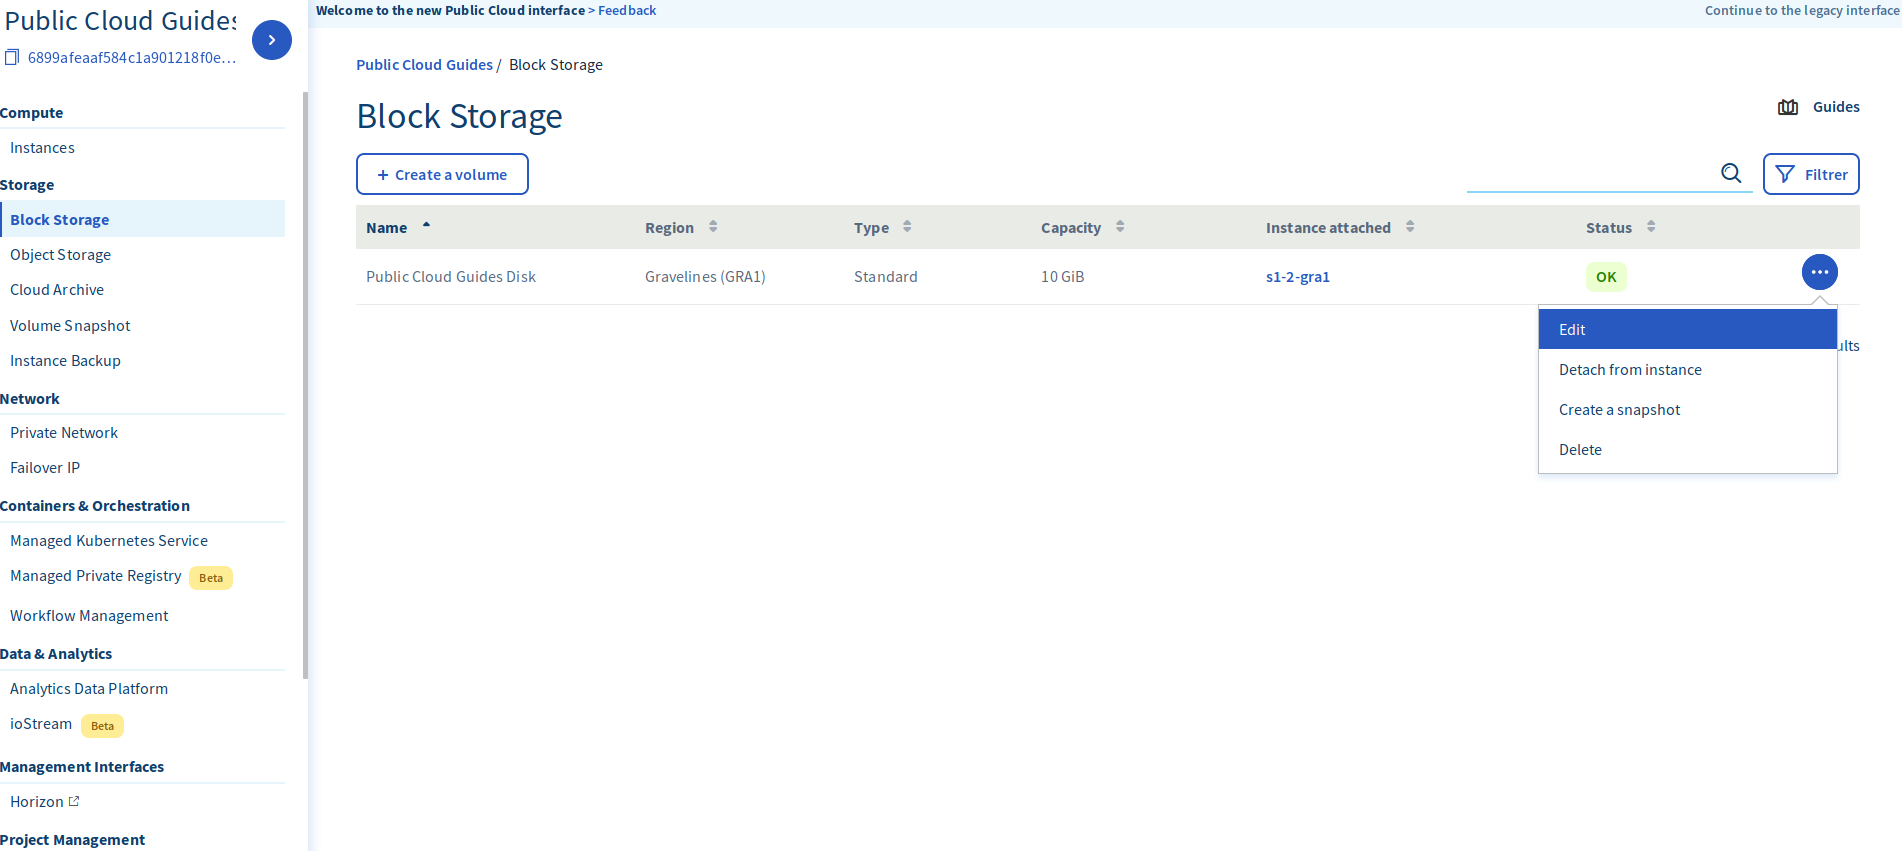 Public Cloud Guides
6899afeaaf584c1a901218f0e...
Compute
Instances
Storage
Block Storage
Object Storage
Cloud Archive
Volume Snapshot
Instance Backup
Network
Private Network
Failover IP
Containers & Orchestration
Managed Kubernetes Service
Managed Private Registry Beta
Workflow Management
Data & Analytics
Analytics Data Platform
ioStream Beta
Management Interfaces
Horizon
Project Management
Welcome to the new Public Cloud interface > Feedback
Continue to the legacy interface
Public Cloud Guides / Block Storage
Block Storage
Guides
+ Create a volume
Filtrer
Name Region Type Capacity Instance attached Status
Public Cloud Guides Disk Gravelines (GRA1) Standard 10 GiB s1-2-gra1 OK
Edit
Detach from instance
Create a snapshot
Delete